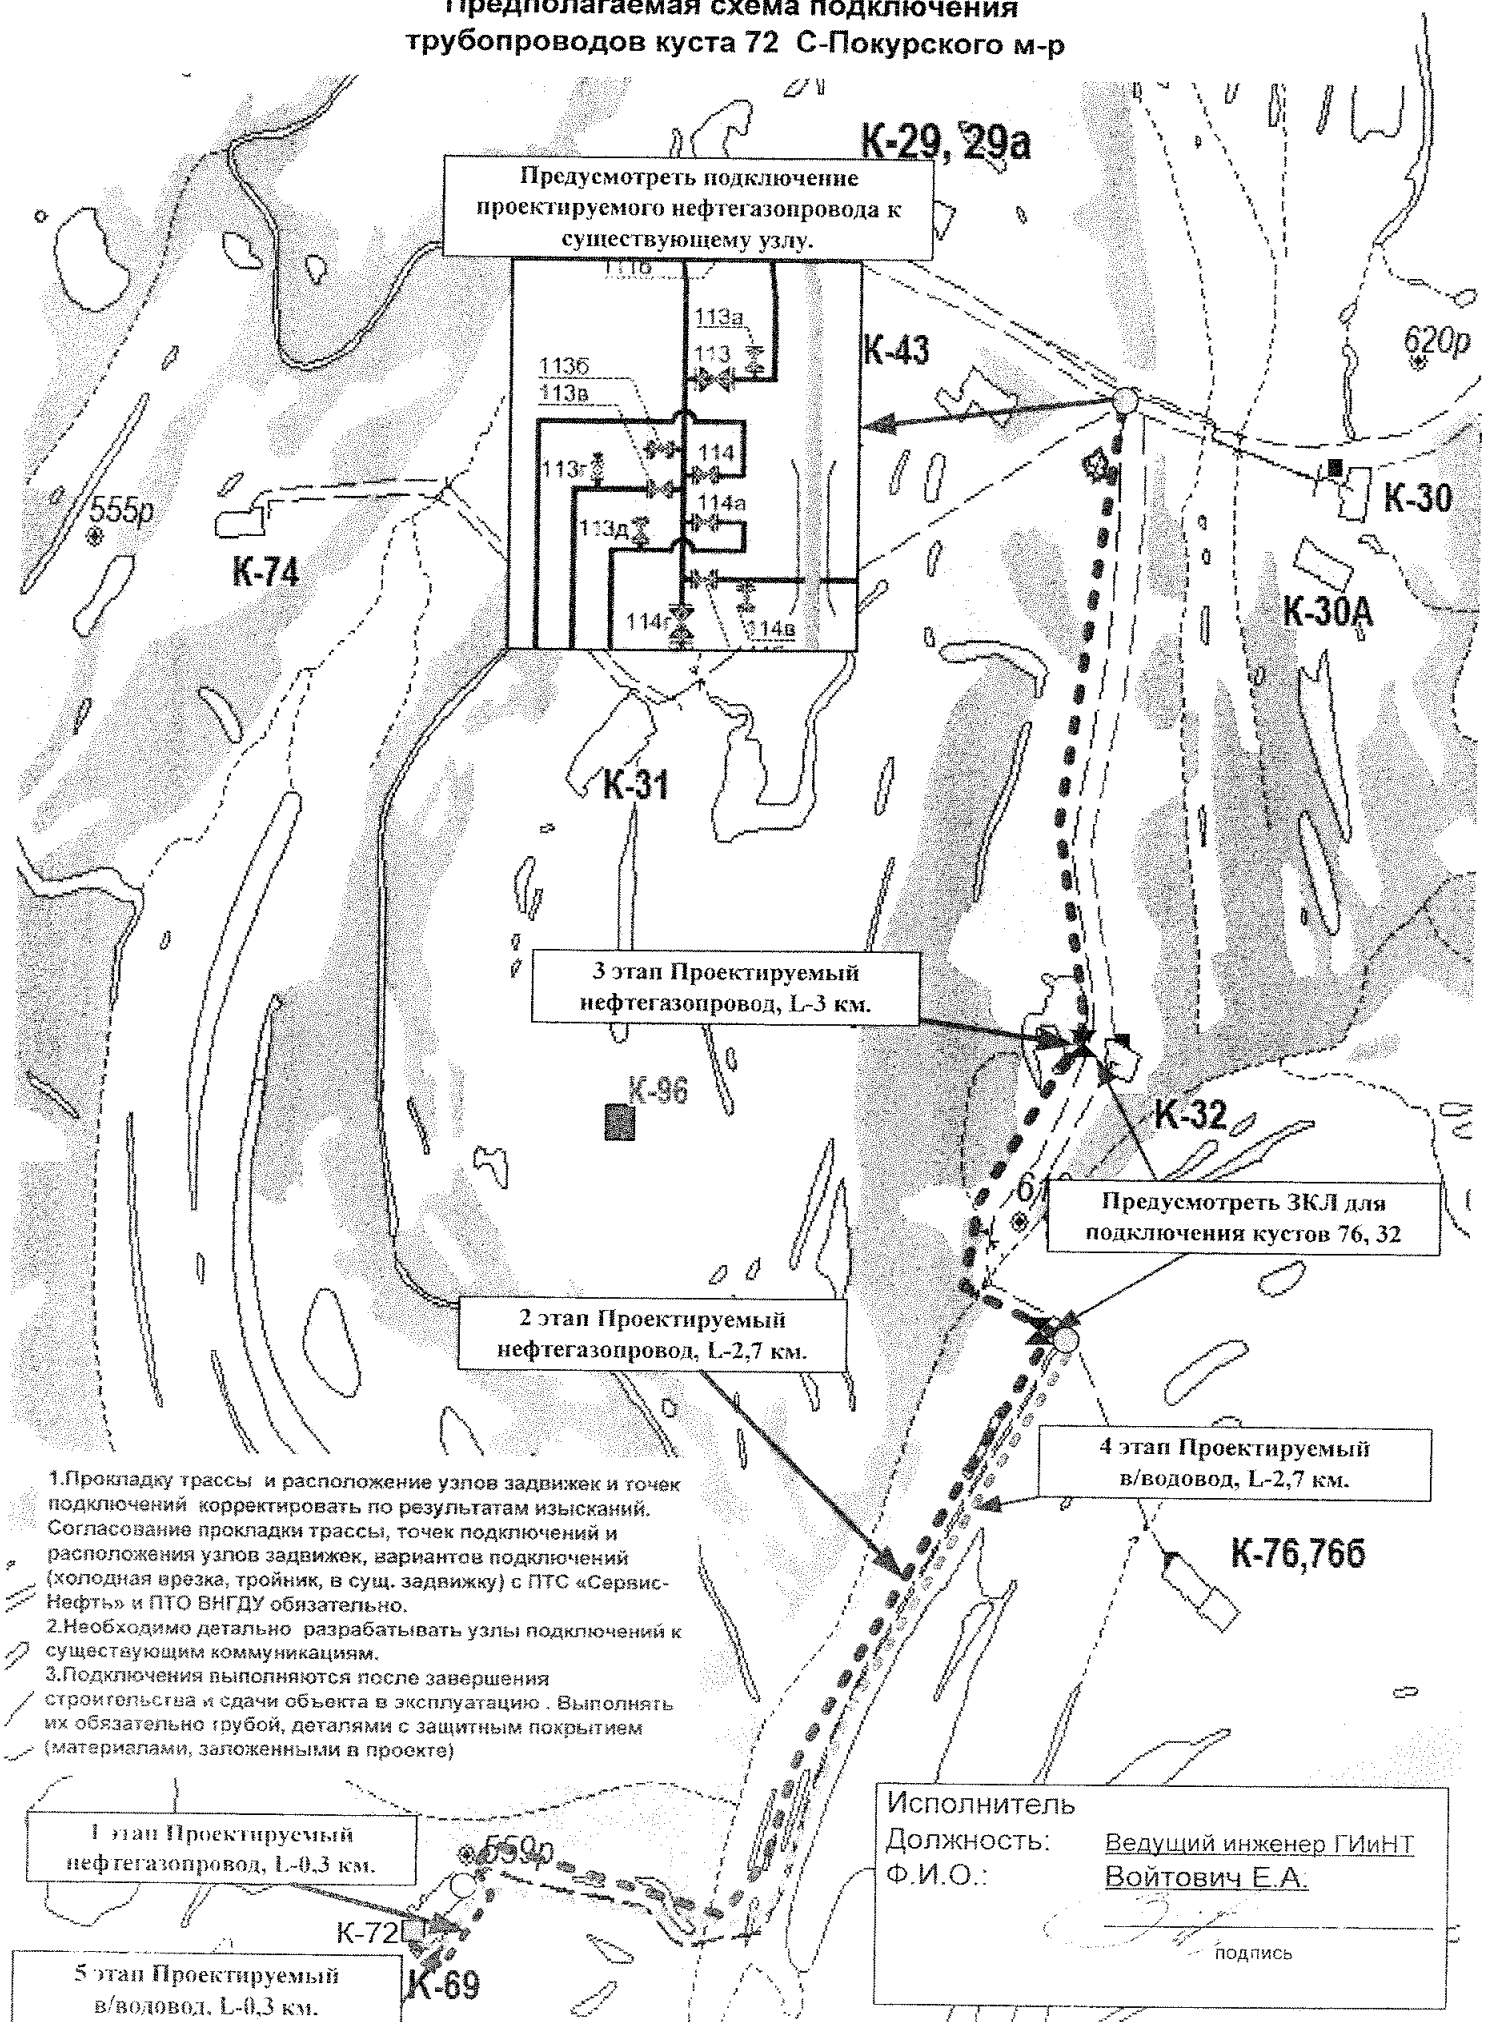 Предполагаемая схема подключения
трубопроводов куста 72 С-Покурского м-р
К-29, 29а
Предусмотреть подключение
проектируемого нефтегазопровода к
существующему узлу.
111б
113а
113
113б
113в
114
113г
114а
113д
114г
114в
К-43
620р
К-30
К-30А
555р
К-74
К-31
3 этап Проектируемый
нефтегазопровод, L-3 км.
К-96
К-32
6
Предусмотреть ЗКЛ для
подключения кустов 76, 32
2 этап Проектируемый
нефтегазопровод, L-2,7 км.
4 этап Проектируемый
в/водовод, L-2,7 км.
К-76,76б
1.Прокладку трассы и расположение узлов задвижек и точек
подключений корректировать по результатам изысканий.
Согласование прокладки трассы, точек подключений и
расположения узлов задвижек, вариантов подключений
(холодная врезка, тройник, в сущ. задвижку) с ПТС «Сервис-
Нефть» и ПТО ВНГДУ обязательно.
2.Необходимо детально разрабатывать узлы подключений к
существующим коммуникациям.
3.Подключения выполняются после завершения
строительства и сдачи объекта в эксплуатацию . Выполнять
их обязательно трубой, деталями с защитным покрытием
(материалами, заложенными в проекте)
1 этап Проектируемый
нефтегазопровод, L-0,3 км.
559р
К-72
К-69
5 этап Проектируемый
в/водовод, L-0,3 км.
Исполнитель
Должность: Ведущий инженер ГИиНТ
Ф.И.О.: Войтович Е.А.
подпись